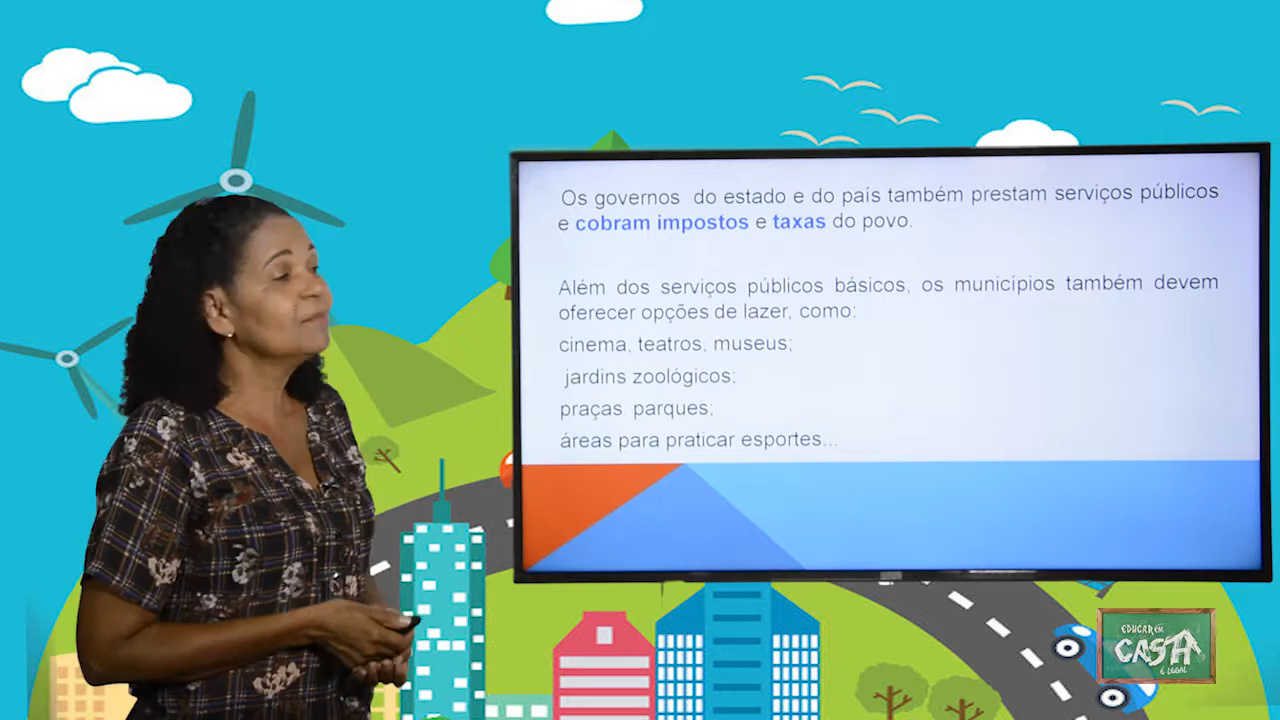 Os governos do estado e do país também prestam serviços públicos
e cobram impostos e taxas do povo.
Além dos serviços públicos básicos, os municípios também devem
oferecer opções de lazer, como:
cinema, teatros, museus;
jardins zoológicos;
praças parques;
áreas para praticar esportes...
EDUCAR EM
CASA
É LEGAL